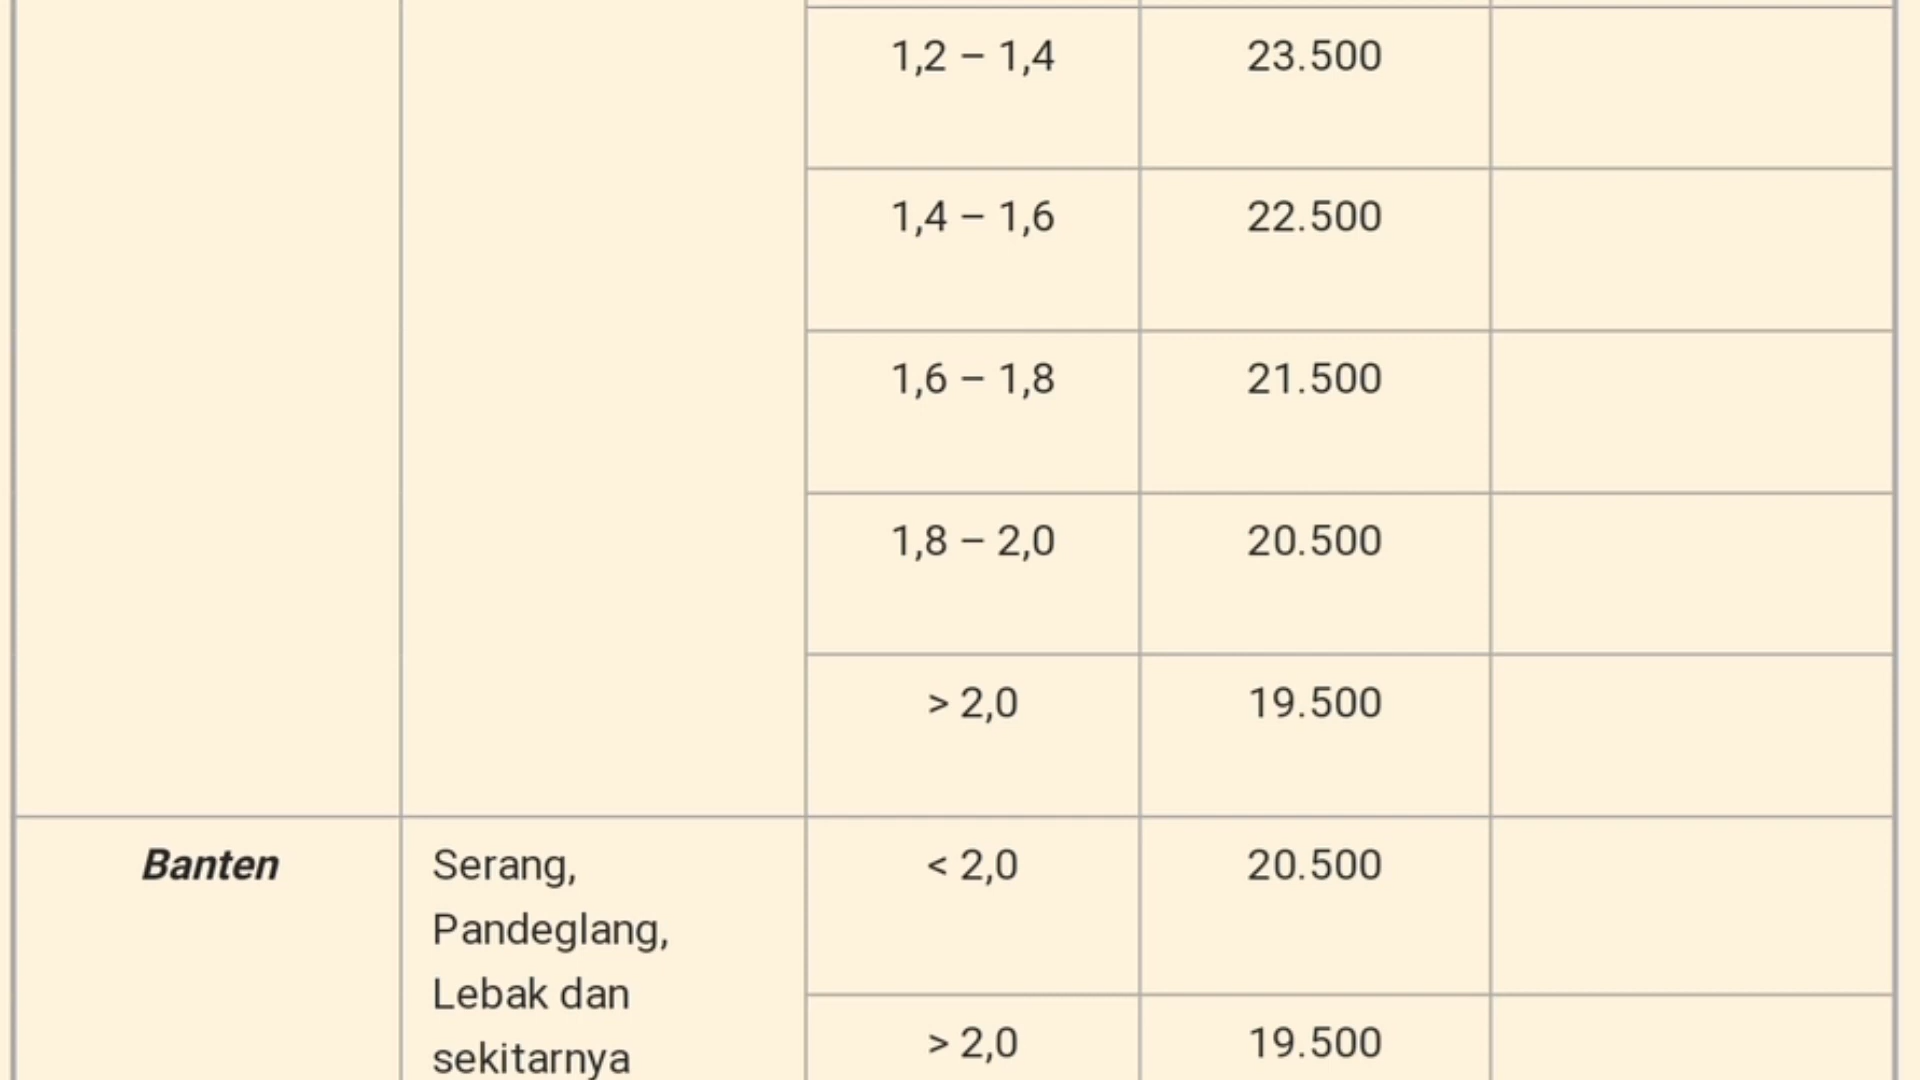 1,2 – 1,4 23.500
1,4 – 1,6 22.500
1,6 – 1,8 21.500
1,8 – 2,0 20.500
> 2,0 19.500
Banten Serang, < 2,0 20.500
Pandeglang,
Lebak dan
sekitarnya > 2,0 19.500